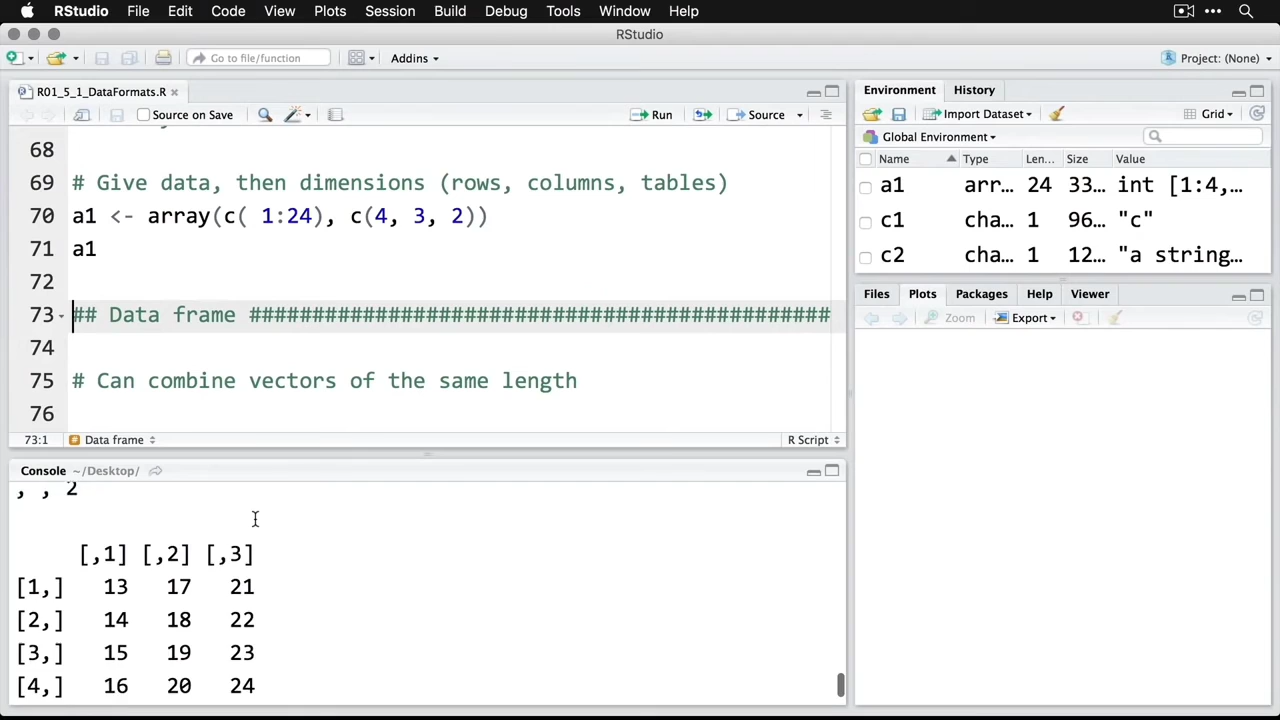 RStudio File Edit Code View Plots Session Build Debug Tools Window Help
RStudio
Go to file/function Addins Project: (None)
R01_5_1_DataFormats.R
Source on Save Run Source
68
69 # Give data, then dimensions (rows, columns, tables)
70 a1 <- array(c( 1:24), c(4, 3, 2))
71 a1
72
73 ## Data frame ##############################################
74
75 # Can combine vectors of the same length
76
73:1 # Data frame R Script
Console ~/Desktop/
, , 2
[,1] [,2] [,3]
[1,] 13 17 21
[2,] 14 18 22
[3,] 15 19 23
[4,] 16 20 24
Environment History
Import Dataset Grid
Global Environment
Name Type Len... Size Value
a1 arr... 24 33... int [1:4,...
c1 cha... 1 96... "c"
c2 cha... 1 12... "a string...
Files Plots Packages Help Viewer
Zoom Export